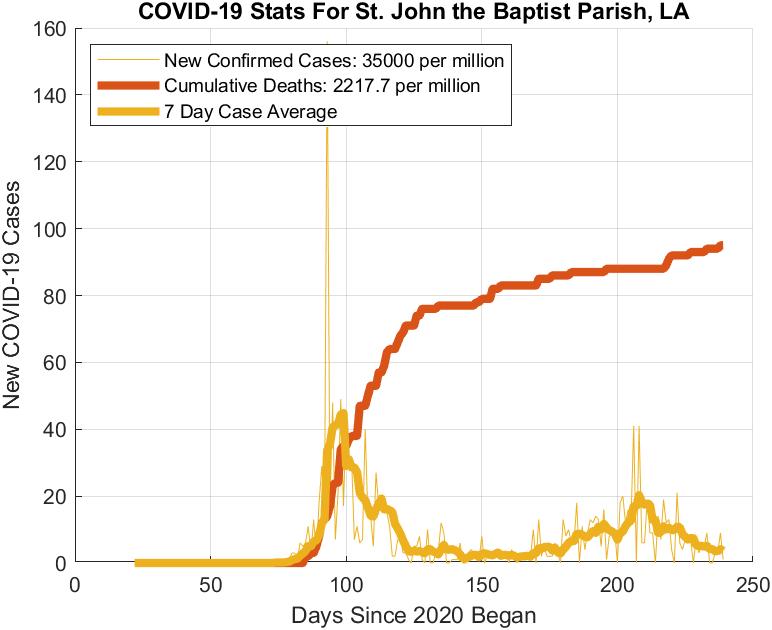 COVID-19 Stats For St. John the Baptist Parish, LA
New Confirmed Cases: 35000 per million
Cumulative Deaths: 2217.7 per million
7 Day Case Average
New COVID-19 Cases
160
140
120
100
80
60
40
20
0
0 50 100 150 200 250
Days Since 2020 Began